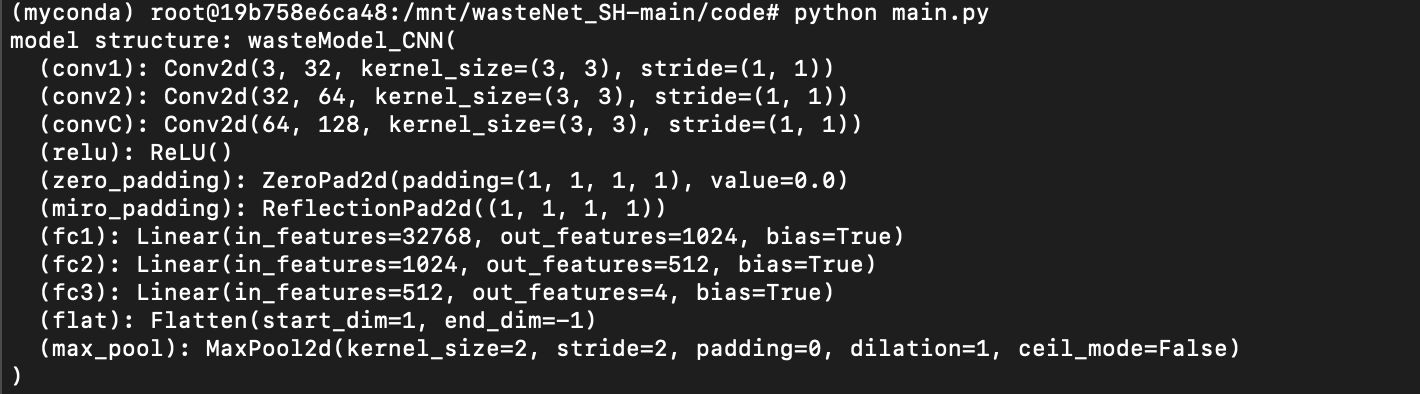 (myconda) root@19b758e6ca48:/mnt/wasteNet_SH-main/code# python main.py
model structure: wasteModel_CNN(
  (conv1): Conv2d(3, 32, kernel_size=(3, 3), stride=(1, 1))
  (conv2): Conv2d(32, 64, kernel_size=(3, 3), stride=(1, 1))
  (convC): Conv2d(64, 128, kernel_size=(3, 3), stride=(1, 1))
  (relu): ReLU()
  (zero_padding): ZeroPad2d(padding=(1, 1, 1, 1), value=0.0)
  (miro_padding): ReflectionPad2d((1, 1, 1, 1))
  (fc1): Linear(in_features=32768, out_features=1024, bias=True)
  (fc2): Linear(in_features=1024, out_features=512, bias=True)
  (fc3): Linear(in_features=512, out_features=4, bias=True)
  (flat): Flatten(start_dim=1, end_dim=-1)
  (max_pool): MaxPool2d(kernel_size=2, stride=2, padding=0, dilation=1, ceil_mode=False)
)